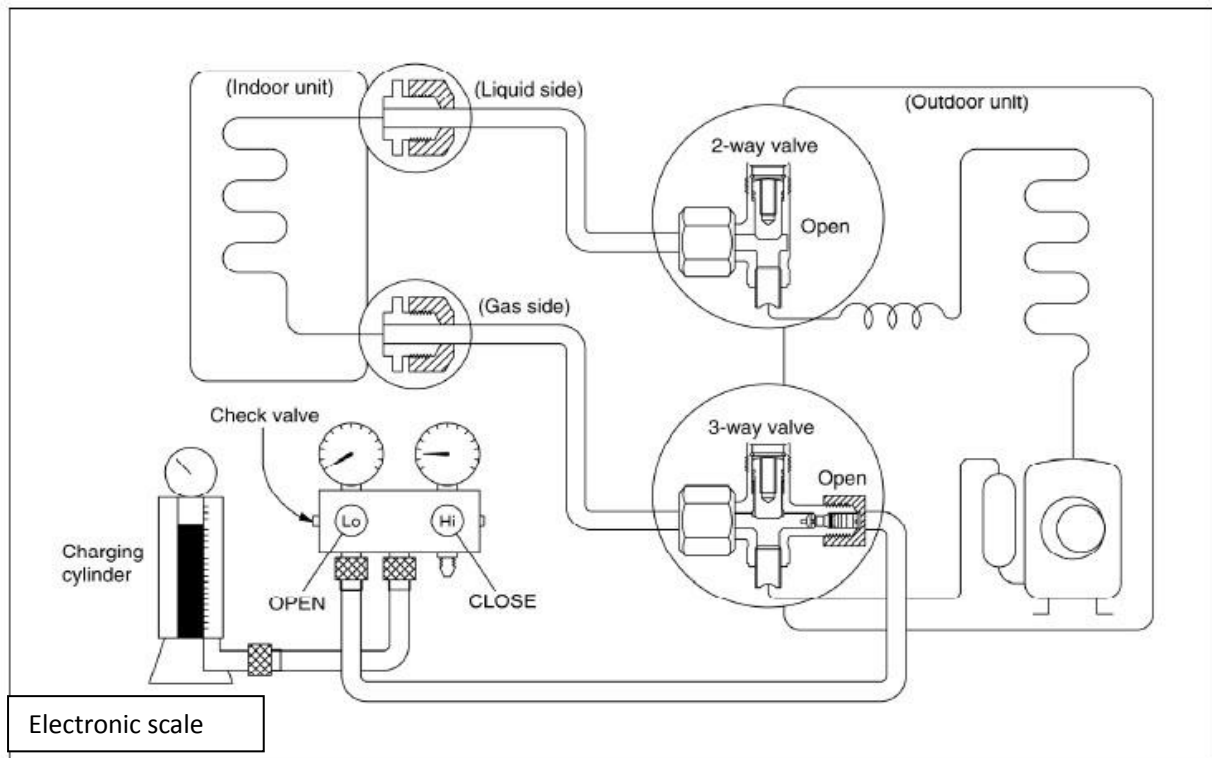 (Indoor unit)
(Liquid side)
(Outdoor unit)
2-way valve
Open
(Gas side)
Check valve
3-way valve
Open
Lo
Hi
Charging
cylinder
OPEN
CLOSE
Electronic scale